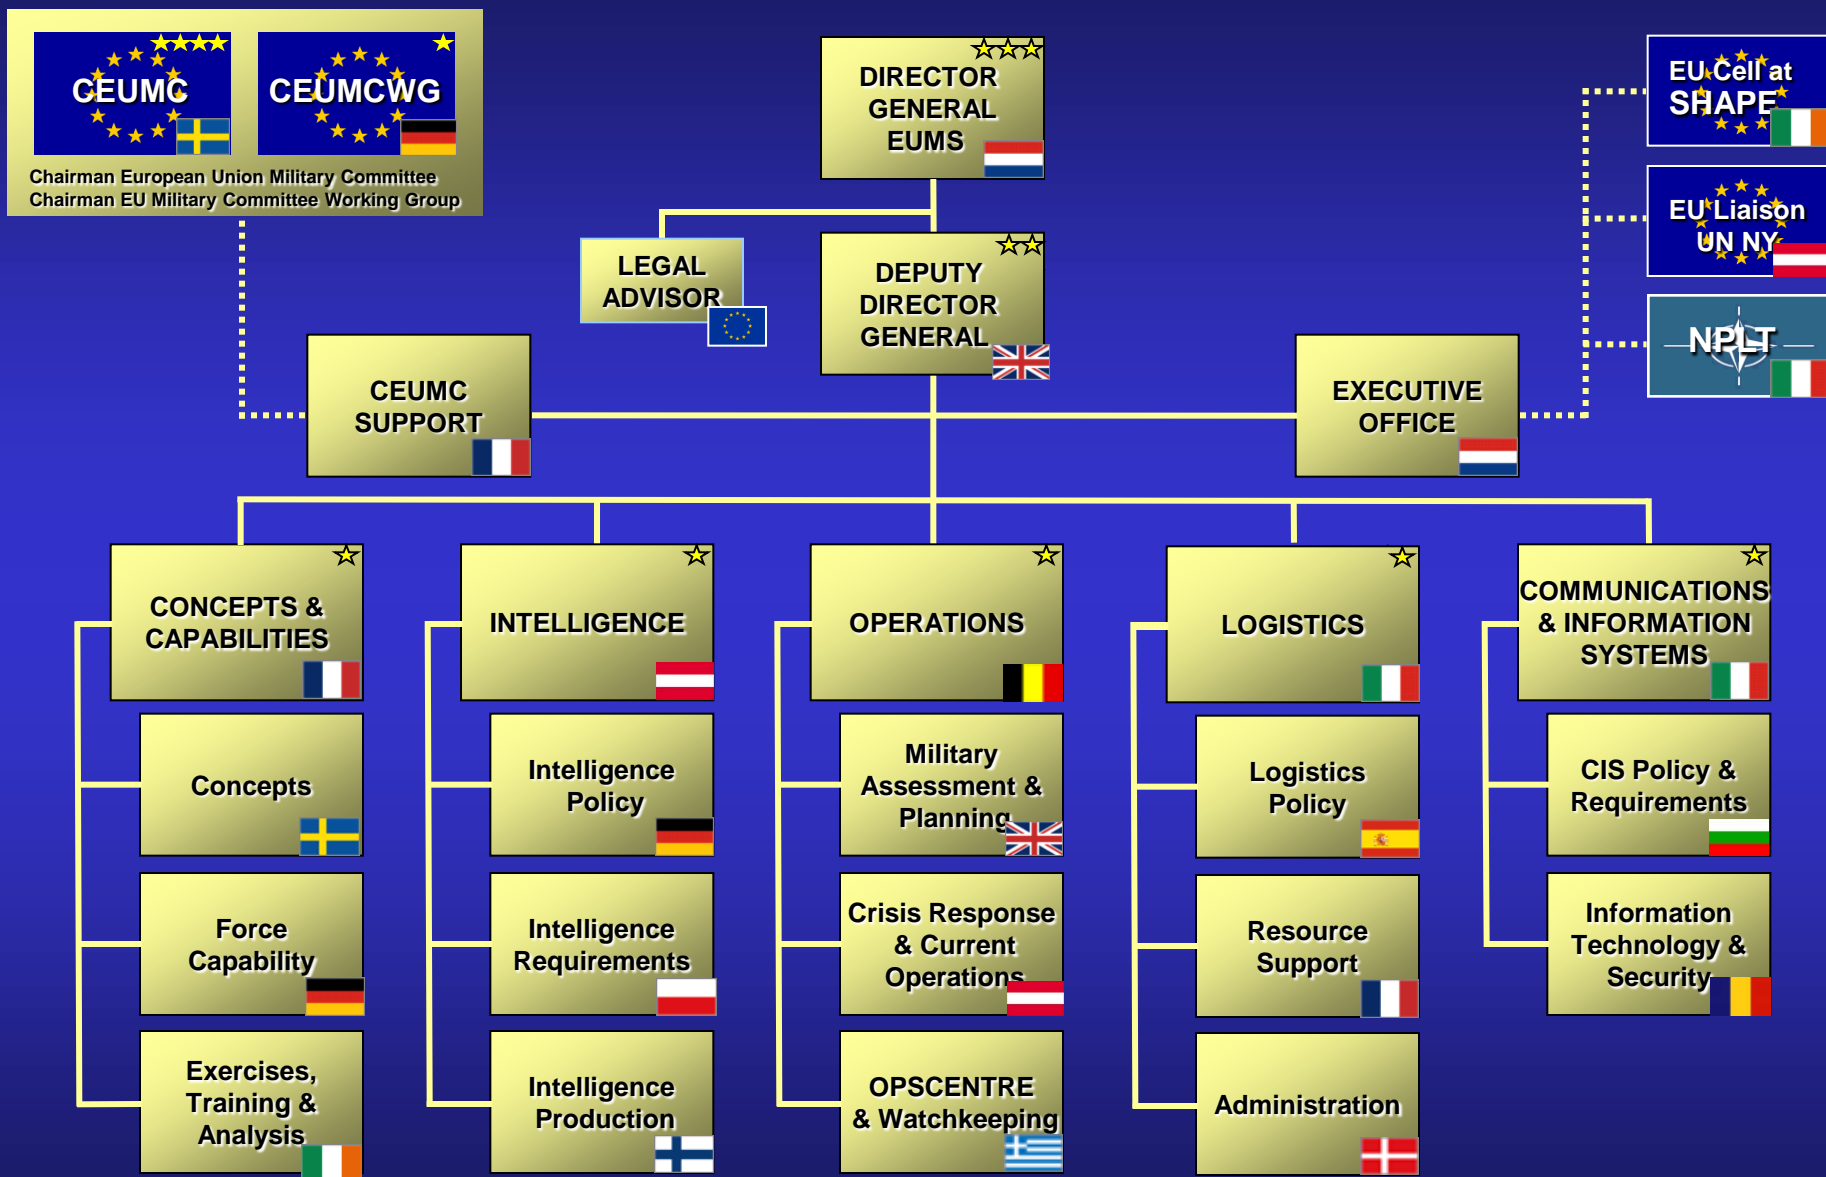 CEUMC
CEUMCWG
Chairman European Union Military Committee
Chairman EU Military Committee Working Group
DIRECTOR
GENERAL
EUMS
EU Cell at
SHAPE
EU Liaison
UN NY
NPLT
LEGAL
ADVISOR
DEPUTY
DIRECTOR
GENERAL
CEUMC
SUPPORT
EXECUTIVE
OFFICE
CONCEPTS &
CAPABILITIES
Concepts
Force
Capability
Exercises,
Training &
Analysis
INTELLIGENCE
Intelligence
Policy
Intelligence
Requirements
Intelligence
Production
OPERATIONS
Military
Assessment &
Planning
Crisis Response
& Current
Operations
OPSCENTRE
& Watchkeeping
LOGISTICS
Logistics
Policy
Resource
Support
Administration
COMMUNICATIONS
& INFORMATION
SYSTEMS
CIS Policy &
Requirements
Information
Technology &
Security